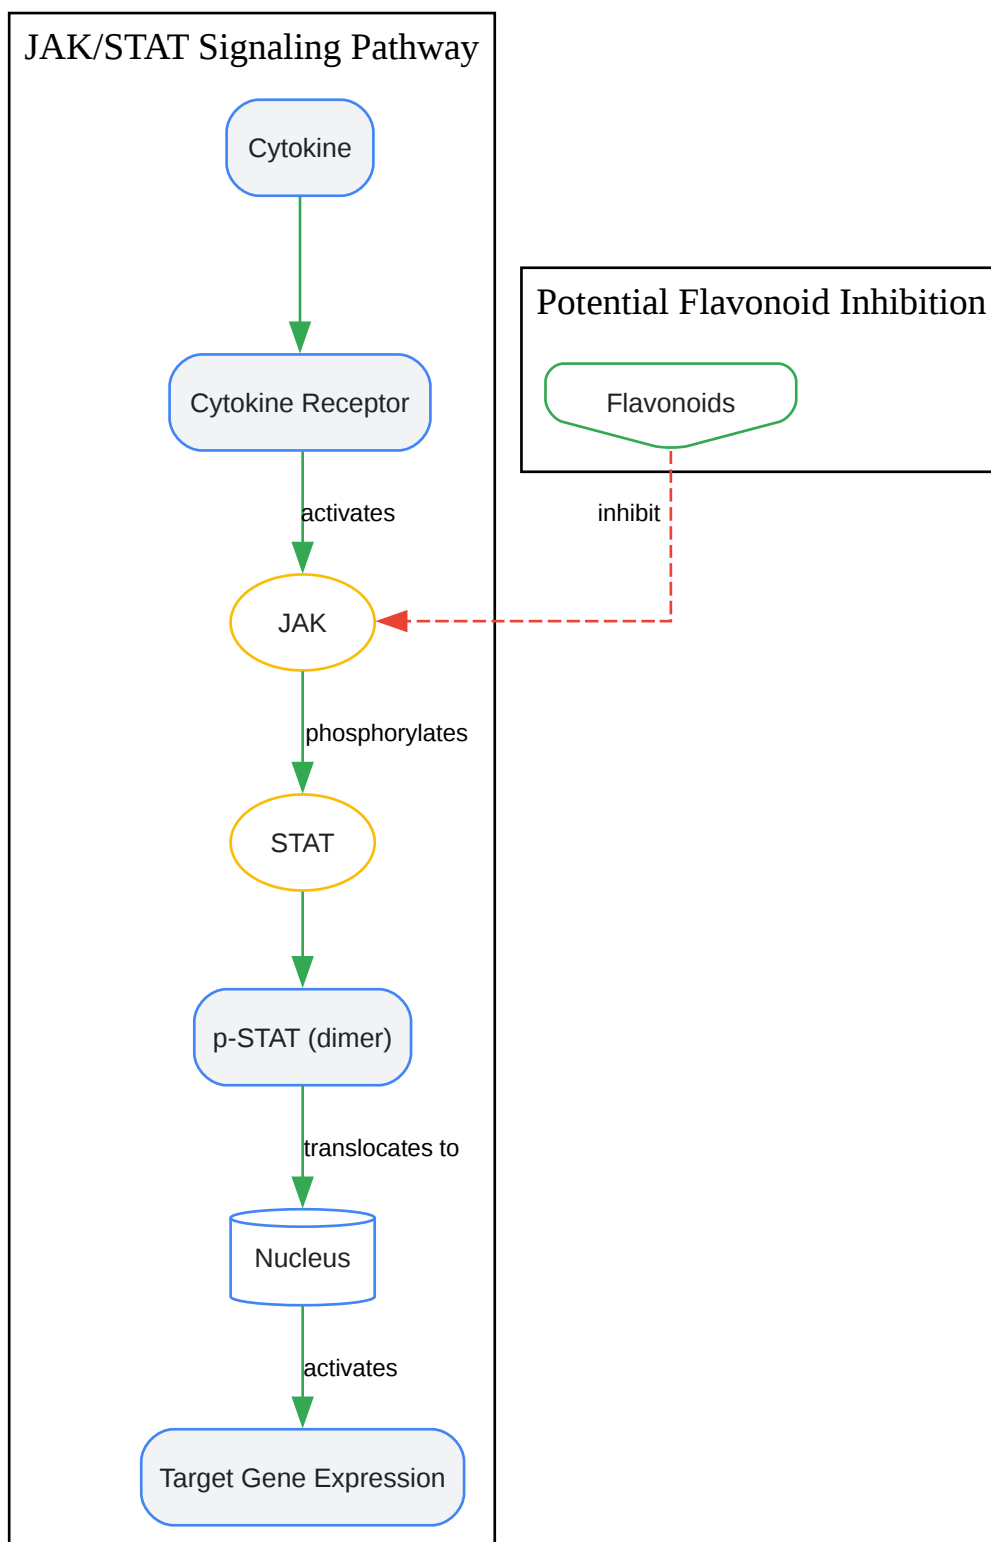 JAK/STAT Signaling Pathway
Cytokine
Potential Flavonoid Inhibition
Cytokine Receptor
Flavonoids
activates
inhibit
JAK
phosphorylates
STAT
p-STAT (dimer)
translocates to
Nucleus
activates
Target Gene Expression